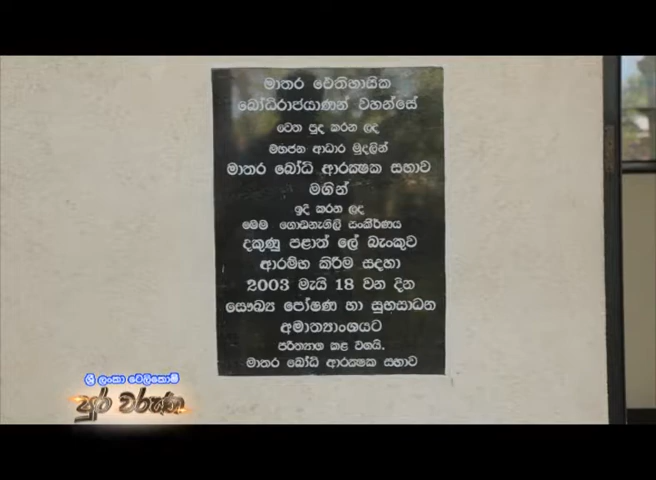 මාතර ඓතිහාසික
බෝධිරාජයාණන් වහන්සේ
වෙත පූජා කරන ලද
මහජන ආධාර මුදලින්
මාතර බෝධි ආරක්‍ෂක සභාව
මගින්
ඉදි කරන ලද
මෙම ගොඩනැගිලි සංකීර්ණය
දකුණු පළාත් ලේ බැංකුව
ආරම්භ කිරීම සඳහා
2003 මැයි 18 වන දින
සෞඛ්‍ය පෝෂණ හා සුභසාධන
අමාත්‍යාංශයට
පරිත්‍යාග කළ වගයි.
මාතර බෝධි ආරක්‍ෂක සභාව
ශ්‍රී ලංකා ටෙලිකොම්
පුර වරුණ